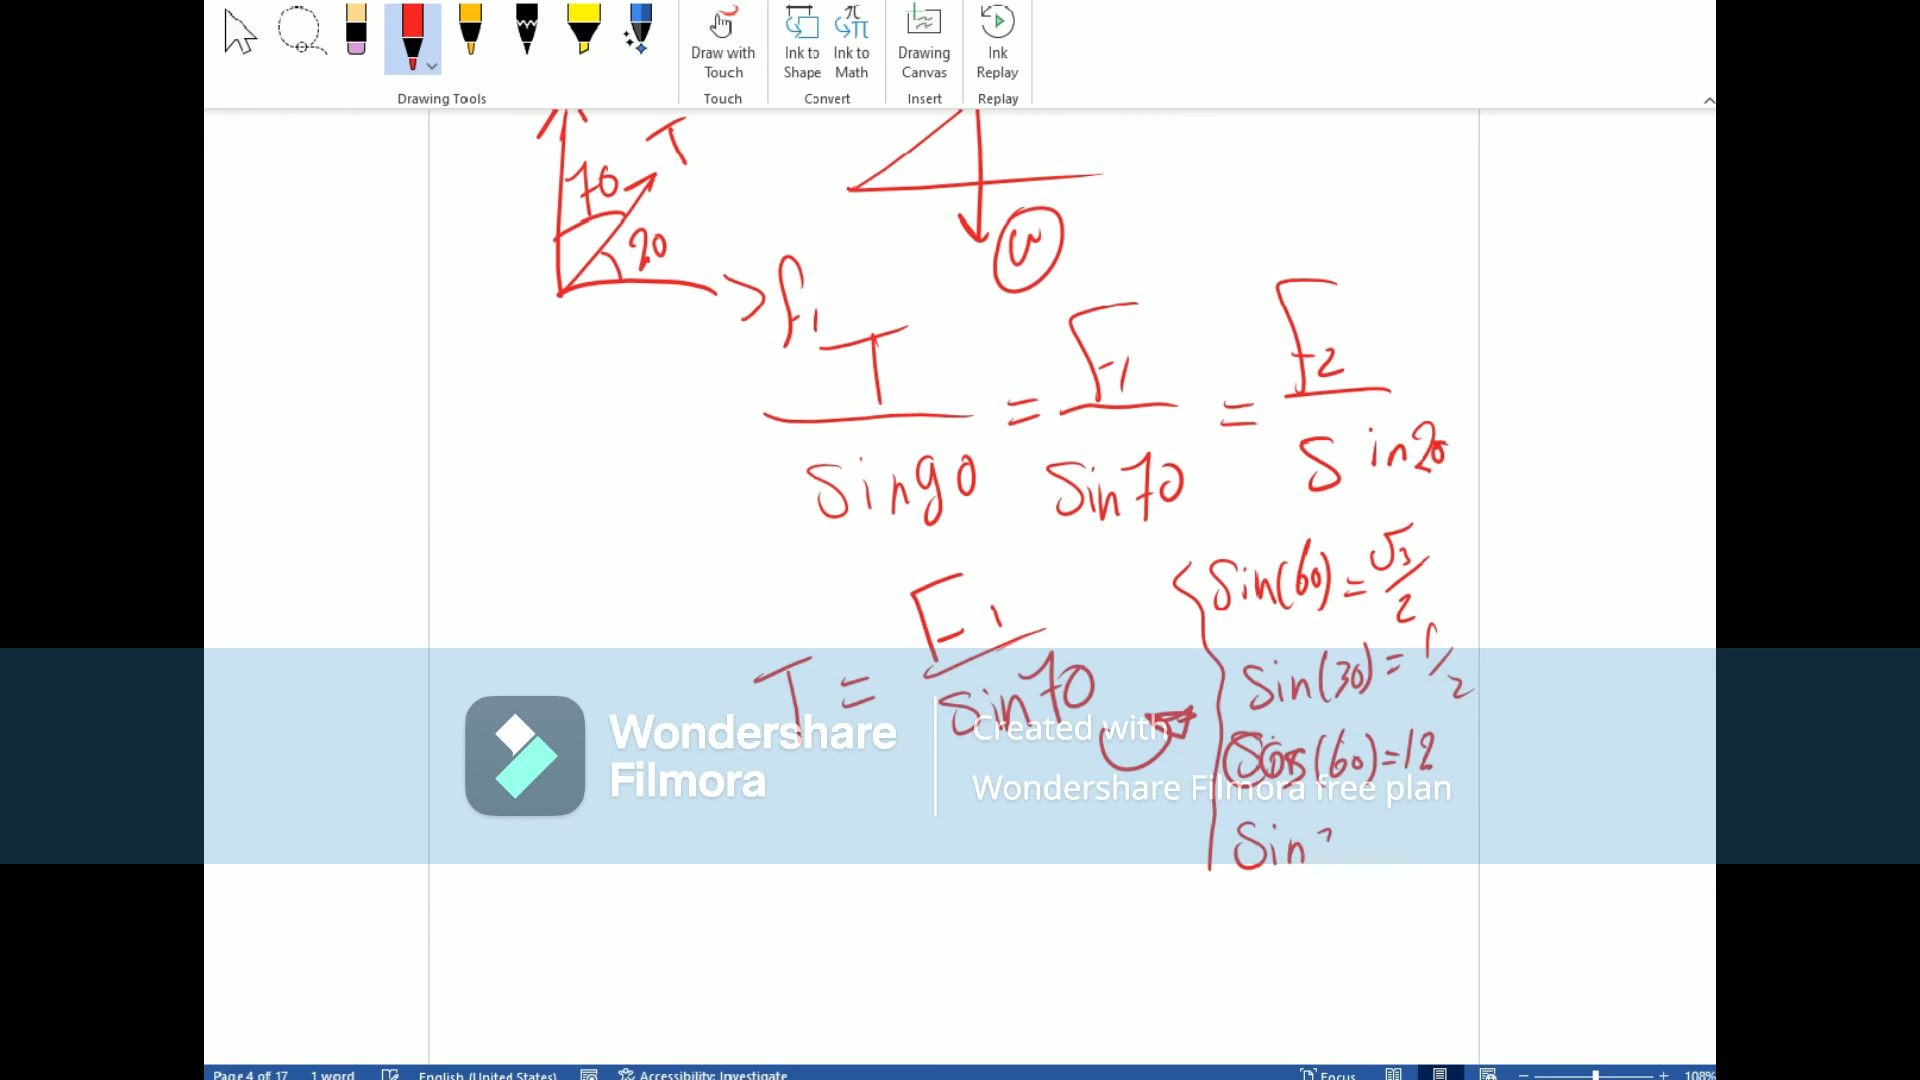 Draw with Touch
Ink to Shape
Ink to Math
Drawing Canvas
Ink Replay
Drawing Tools
Touch
Convert
Insert
Replay
T
70
20
f₁
W
T/Sin90 = F₁/Sin70 = F₂/Sin20
T = F₁/Sin70
Sin(60) = √3/2
Sin(30) = 1/2
Cos(60) = 12
Sin
Wondershare
Filmora
Created with
Wondershare Filmora free plan
Page 4 of 17
1 word
English (United States)
Accessibility: Investigate
Focus
108%